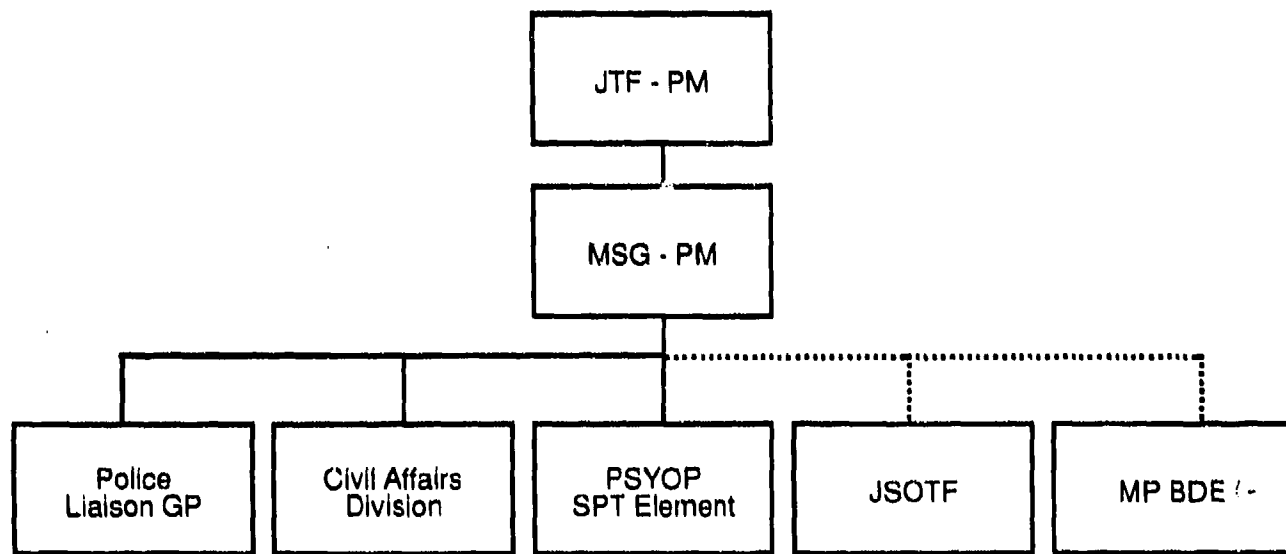 JTF - PM
MSG - PM
Police
Liaison GP
Civil Affairs
Division
PSYOP
SPT Element
JSOTF
MP BDE